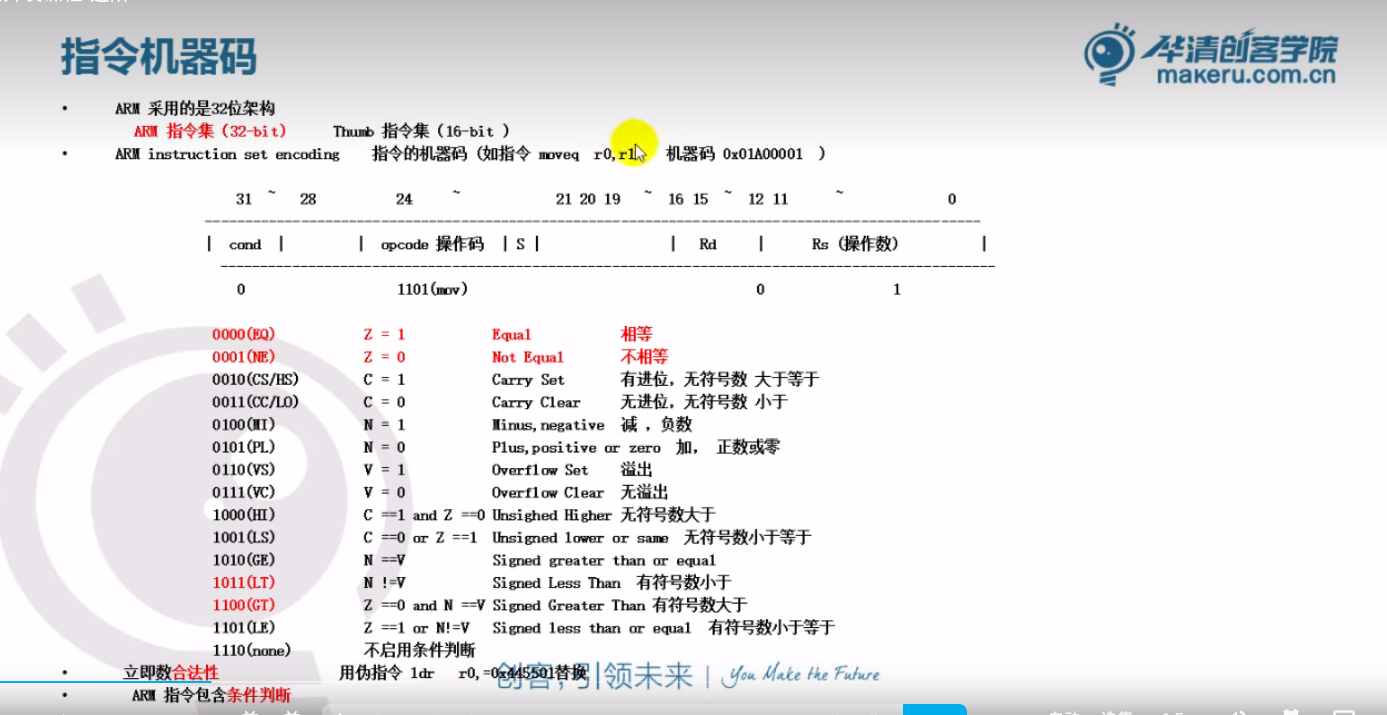 指令机器码
华清创客学院
makeru.com.cn
• ARM 采用的是32位架构
ARM 指令集（32-bit） Thumb 指令集（16-bit ）
• ARM instruction set encoding 指令的机器码（如指令 moveq r0,r1 机器码 0x01A00001 ）
31 ~ 28 24 ~ 21 20 19 ~ 16 15 ~ 12 11 ~ 0
| cond | | opcode 操作码 | S | | Rd | Rs（操作数） |
0 1101(mov) 0 1
0000(EQ) Z = 1 Equal 相等
0001(NE) Z = 0 Not Equal 不相等
0010(CS/HS) C = 1 Carry Set 有进位，无符号数 大于等于
0011(CC/LO) C = 0 Carry Clear 无进位，无符号数 小于
0100(MI) N = 1 Minus,negative 减 ，负数
0101(PL) N = 0 Plus,positive or zero 加， 正数或零
0110(VS) V = 1 Overflow Set 溢出
0111(VC) V = 0 Overflow Clear 无溢出
1000(HI) C ==1 and Z ==0 Unsighed Higher 无符号数大于
1001(LS) C ==0 or Z ==1 Unsigned lower or same 无符号数小于等于
1010(GE) N ==V Signed greater than or equal
1011(LT) N !=V Signed Less Than 有符号数小于
1100(GT) Z ==0 and N ==V Signed Greater Than 有符号数大于
1101(LE) Z ==1 or N!=V Signed less than or equal 有符号数小于等于
1110(none) 不启用条件判断
• 立即数合法性 用伪指令 ldr r0,=0x445501替换
创客，引领未来 | You Make the Future
• ARM 指令包含条件判断